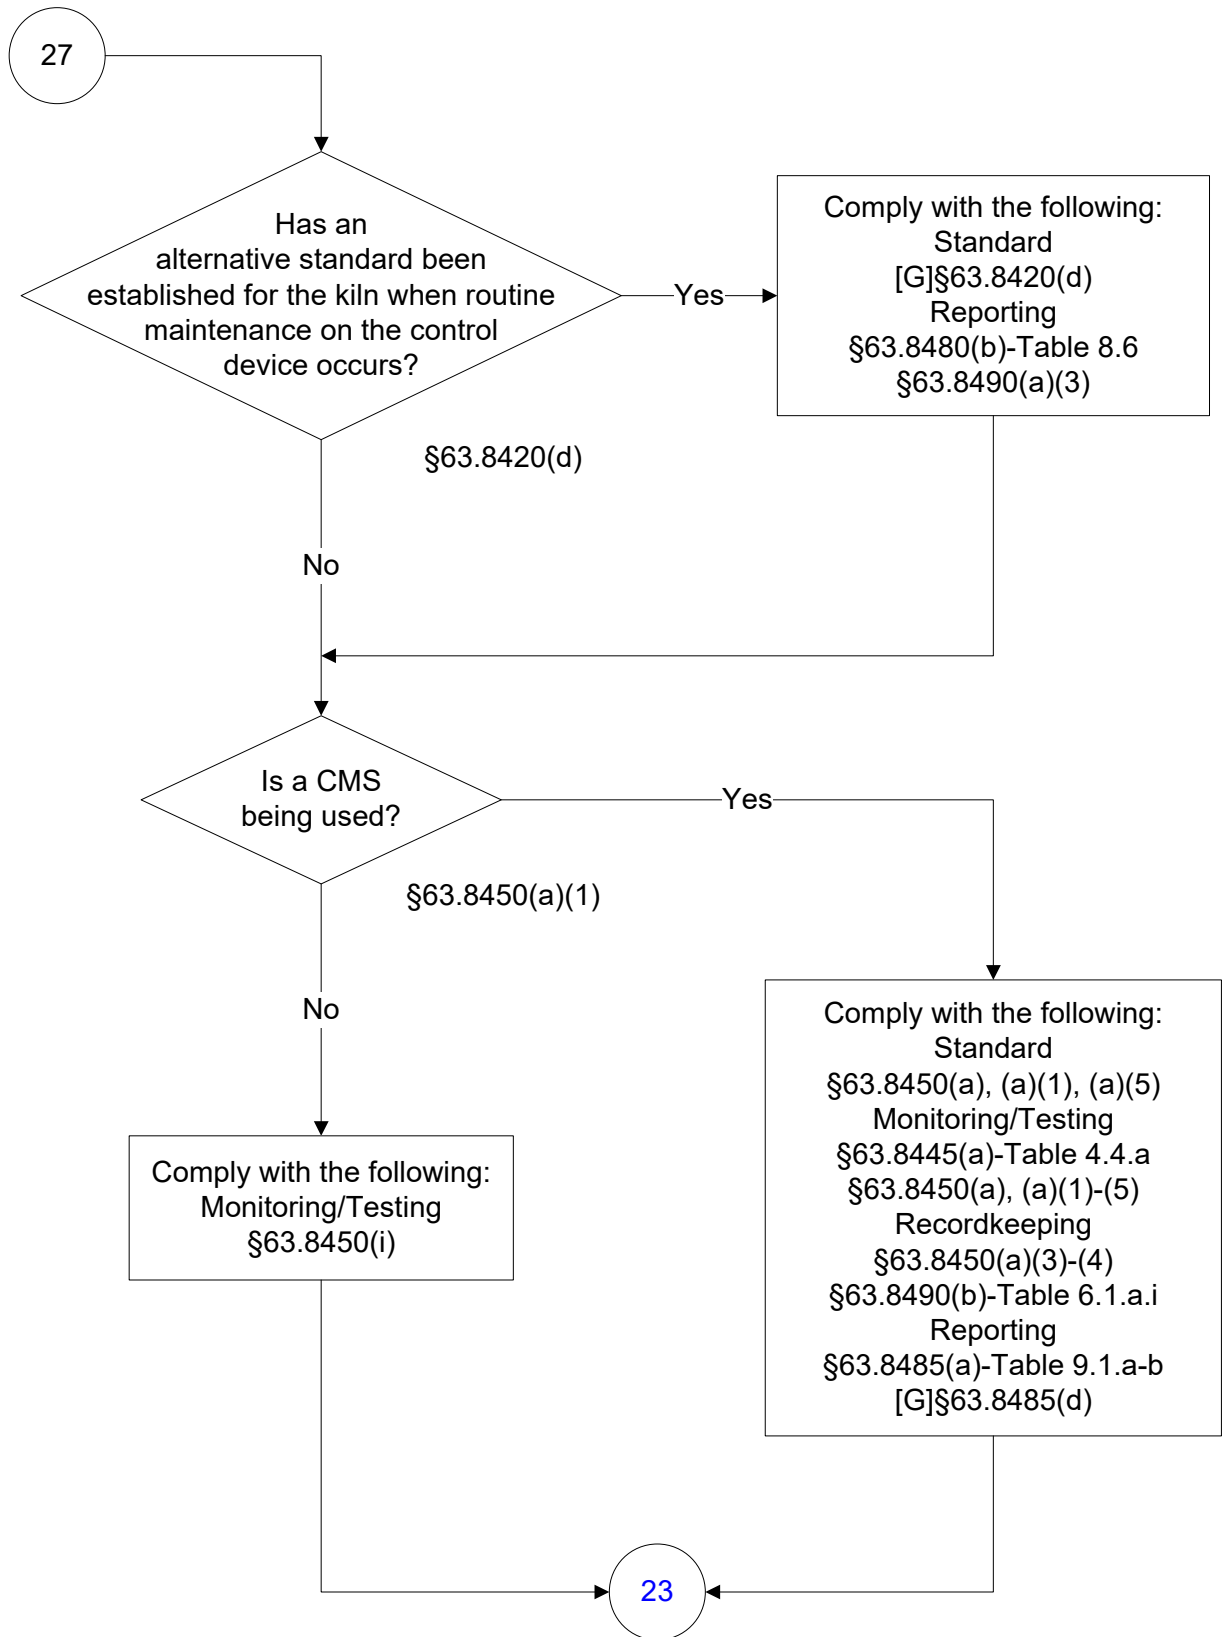 27
Has an
alternative standard been
established for the kiln when routine
maintenance on the control
device occurs?
Yes
Comply with the following:
Standard
[G]§63.8420(d)
Reporting
§63.8480(b)-Table 8.6
§63.8490(a)(3)
§63.8420(d)
No
Is a CMS
being used?
Yes
§63.8450(a)(1)
No
Comply with the following:
Monitoring/Testing
§63.8450(i)
Comply with the following:
Standard
§63.8450(a), (a)(1), (a)(5)
Monitoring/Testing
§63.8445(a)-Table 4.4.a
§63.8450(a), (a)(1)-(5)
Recordkeeping
§63.8450(a)(3)-(4)
§63.8490(b)-Table 6.1.a.i
Reporting
§63.8485(a)-Table 9.1.a-b
[G]§63.8485(d)
23